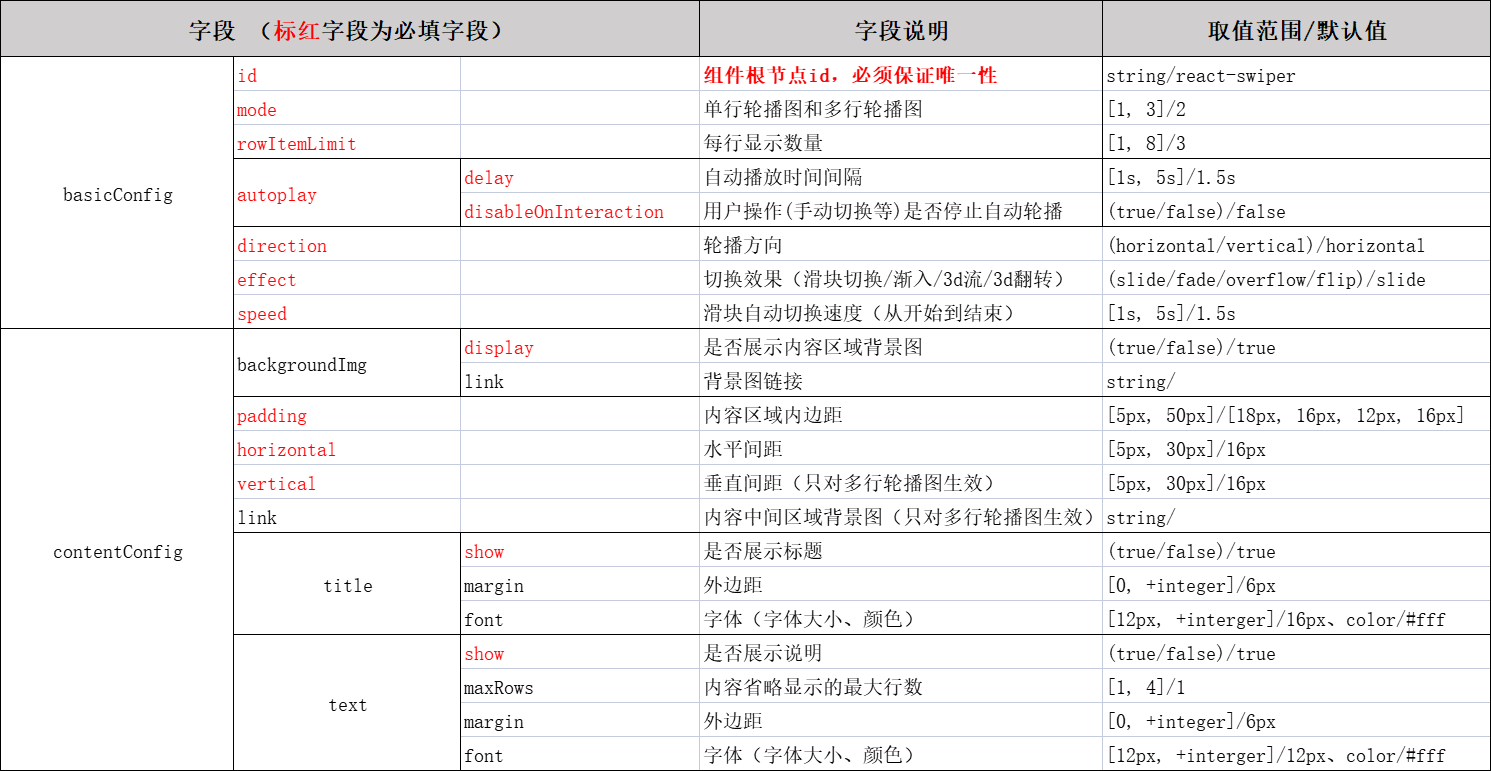 字段 （标红字段为必填字段） 字段说明 取值范围/默认值
basicConfig
id 组件根节点id，必须保证唯一性 string/react-swiper
mode 单行轮播图和多行轮播图 [1, 3]/2
rowItemLimit 每行显示数量 [1, 8]/3
autoplay
delay 自动播放时间间隔 [1s, 5s]/1.5s
disableOnInteraction 用户操作(手动切换等)是否停止自动轮播 (true/false)/false
direction 轮播方向 (horizontal/vertical)/horizontal
effect 切换效果（滑块切换/渐入/3d流/3d翻转） (slide/fade/overflow/flip)/slide
speed 滑块自动切换速度（从开始到结束） [1s, 5s]/1.5s
contentConfig
backgroundImg
display 是否展示内容区域背景图 (true/false)/true
link 背景图链接 string/
padding 内容区域内边距 [5px, 50px]/[18px, 16px, 12px, 16px]
horizontal 水平间距 [5px, 30px]/16px
vertical 垂直间距（只对多行轮播图生效） [5px, 30px]/16px
link 内容中间区域背景图（只对多行轮播图生效） string/
title
show 是否展示标题 (true/false)/true
margin 外边距 [0, +integer]/6px
font 字体（字体大小、颜色） [12px, +interger]/16px、color/#fff
text
show 是否展示说明 (true/false)/true
maxRows 内容省略显示的最大行数 [1, 4]/1
margin 外边距 [0, +integer]/6px
font 字体（字体大小、颜色） [12px, +interger]/12px、color/#fff